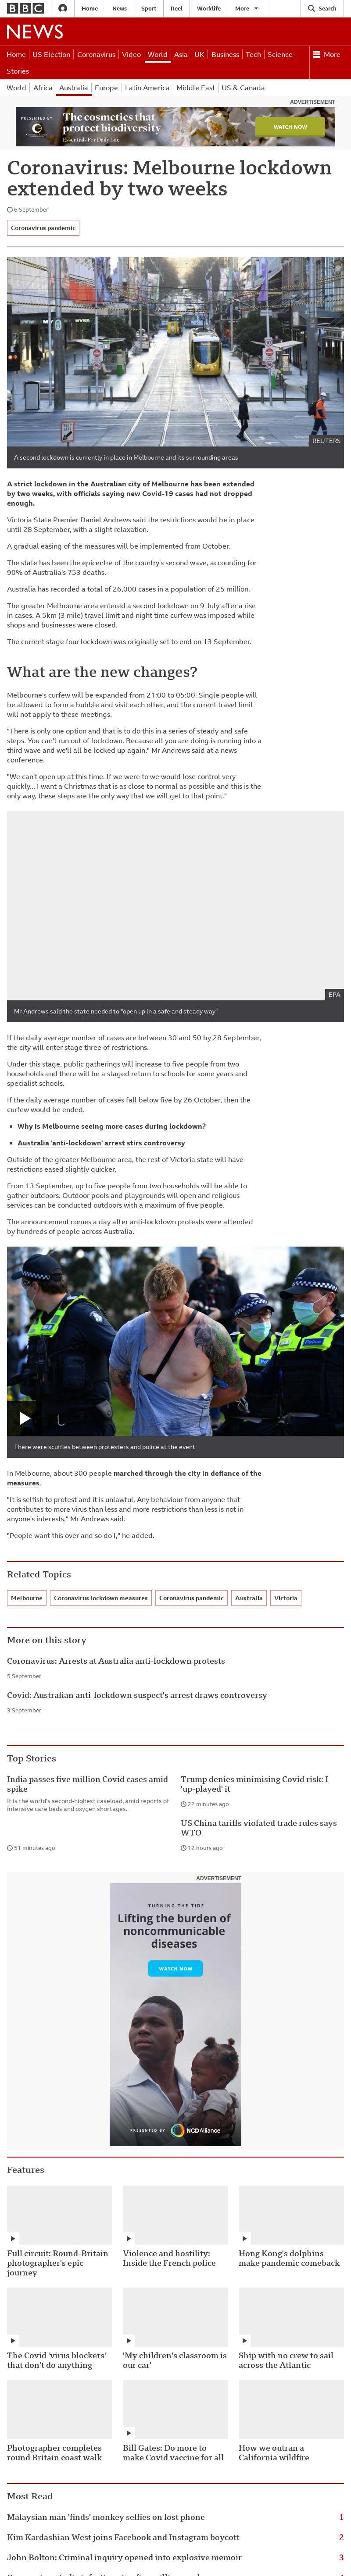 BBC
Home
News
Sport
Reel
Worklife
More
Search
NEWS
Home
US Election
Coronavirus
Video
World
Asia
UK
Business
Tech
Science
More
Stories
World
Africa
Australia
Europe
Latin America
Middle East
US & Canada
ADVERTISEMENT
PRESENTED BY
The cosmetics that
protect biodiversity
Essentials For Daily Life
WATCH NOW
Coronavirus: Melbourne lockdown
extended by two weeks
6 September
Coronavirus pandemic
REUTERS
A second lockdown is currently in place in Melbourne and its surrounding areas
A strict lockdown in the Australian city of Melbourne has been extended
by two weeks, with officials saying new Covid-19 cases had not dropped
enough.
Victoria State Premier Daniel Andrews said the restrictions would be in place
until 28 September, with a slight relaxation.
A gradual easing of the measures will be implemented from October.
The state has been the epicentre of the country's second wave, accounting for
90% of Australia's 753 deaths.
Australia has recorded a total of 26,000 cases in a population of 25 million.
The greater Melbourne area entered a second lockdown on 9 July after a rise
in cases. A 5km (3 mile) travel limit and night time curfew was imposed while
shops and businesses were closed.
The current stage four lockdown was originally set to end on 13 September.
What are the new changes?
Melbourne's curfew will be expanded from 21:00 to 05:00. Single people will
be allowed to form a bubble and visit each other, and the current travel limit
will not apply to these meetings.
"There is only one option and that is to do this in a series of steady and safe
steps. You can't run out of lockdown. Because all you are doing is running into a
third wave and we'll all be locked up again," Mr Andrews said at a news
conference.
"We can't open up at this time. If we were to we would lose control very
quickly... I want a Christmas that is as close to normal as possible and this is the
only way, these steps are the only way that we will get to that point."
EPA
Mr Andrews said the state needed to "open up in a safe and steady way"
If the daily average number of cases are between 30 and 50 by 28 September,
the city will enter stage three of restrictions.
Under this stage, public gatherings will increase to five people from two
households and there will be a staged return to schools for some years and
specialist schools.
If the daily average number of cases fall below five by 26 October, then the
curfew would be ended.
Why is Melbourne seeing more cases during lockdown?
Australia 'anti-lockdown' arrest stirs controversy
Outside of the greater Melbourne area, the rest of Victoria state will have
restrictions eased slightly quicker.
From 13 September, up to five people from two households will be able to
gather outdoors. Outdoor pools and playgrounds will open and religious
services can be conducted outdoors with a maximum of five people.
The announcement comes a day after anti-lockdown protests were attended
by hundreds of people across Australia.
There were scuffles between protesters and police at the event
In Melbourne, about 300 people marched through the city in defiance of the
measures.
"It is selfish to protest and it is unlawful. Any behaviour from anyone that
contributes to more virus than less and more restrictions than less is not in
anyone's interests," Mr Andrews said.
"People want this over and so do I," he added.
Related Topics
Melbourne
Coronavirus lockdown measures
Coronavirus pandemic
Australia
Victoria
More on this story
Coronavirus: Arrests at Australia anti-lockdown protests
5 September
Covid: Australian anti-lockdown suspect's arrest draws controversy
3 September
Top Stories
India passes five million Covid cases amid
spike
It is the world's second-highest caseload, amid reports of
intensive care beds and oxygen shortages.
51 minutes ago
Trump denies minimising Covid risk: I
'up-played' it
22 minutes ago
US China tariffs violated trade rules says
WTO
12 hours ago
ADVERTISEMENT
TURNING THE TIDE
Lifting the burden of
noncommunicable
diseases
WATCH NOW
PRESENTED BY
NCDAlliance
Features
Full circuit: Round-Britain
photographer's epic
journey
Violence and hostility:
Inside the French police
Hong Kong's dolphins
make pandemic comeback
The Covid 'virus blockers'
that don't do anything
'My children's classroom is
our car'
Ship with no crew to sail
across the Atlantic
Photographer completes
round Britain coast walk
Bill Gates: Do more to
make Covid vaccine for all
How we outran a
California wildfire
Most Read
Malaysian man 'finds' monkey selfies on lost phone
1
Kim Kardashian West joins Facebook and Instagram boycott
2
John Bolton: Criminal inquiry opened into explosive memoir
3